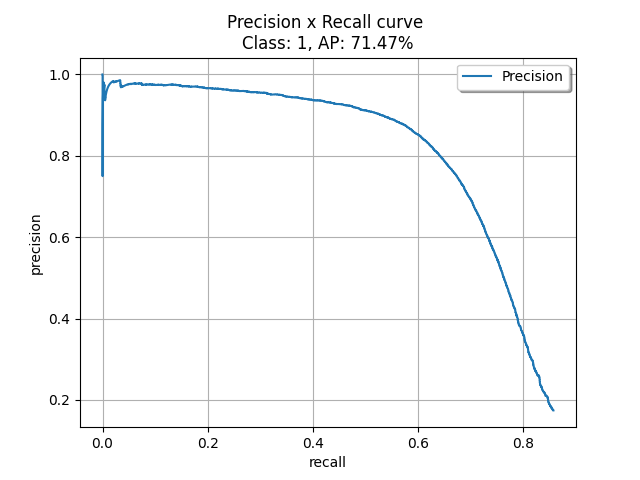 Precision x Recall curve
Class: 1, AP: 71.47%
Precision
1.0
0.8
0.6
0.4
0.2
precision
0.0 0.2 0.4 0.6 0.8
recall